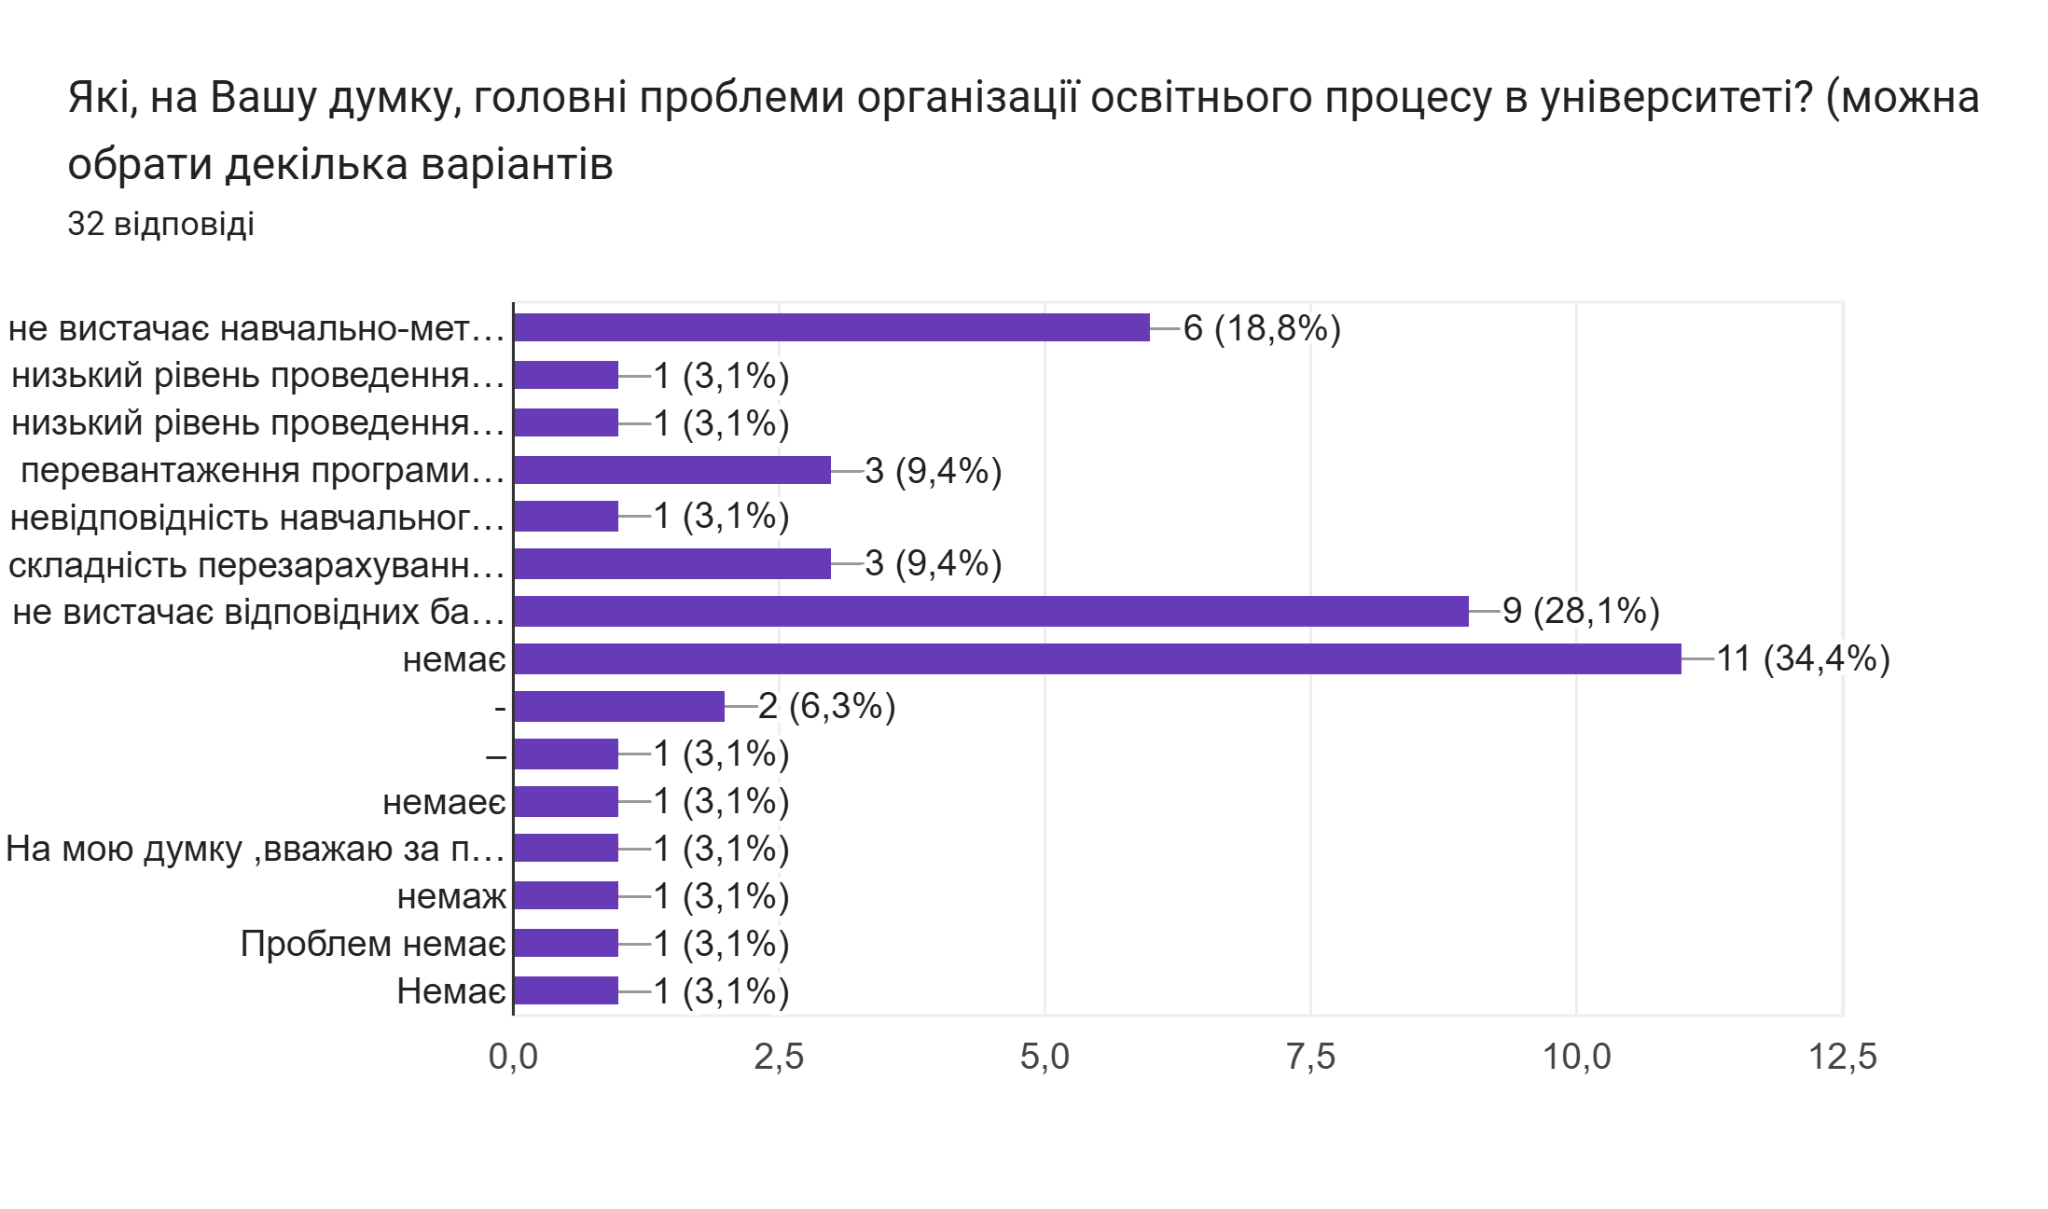 Які, на Вашу думку, головні проблеми організації освітнього процесу в університеті? (можна
обрати декілька варіантів
32 відповіді
не вистачає навчально-мет… 6 (18,8%)
низький рівень проведення… 1 (3,1%)
низький рівень проведення… 1 (3,1%)
перевантаження програми… 3 (9,4%)
невідповідність навчальног… 1 (3,1%)
складність перезарахуванн… 3 (9,4%)
не вистачає відповідних ба… 9 (28,1%)
немає 11 (34,4%)
- 2 (6,3%)
– 1 (3,1%)
немаеє 1 (3,1%)
На мою думку ,вважаю за п… 1 (3,1%)
немаж 1 (3,1%)
Проблем немає 1 (3,1%)
Немає 1 (3,1%)
0,0 2,5 5,0 7,5 10,0 12,5